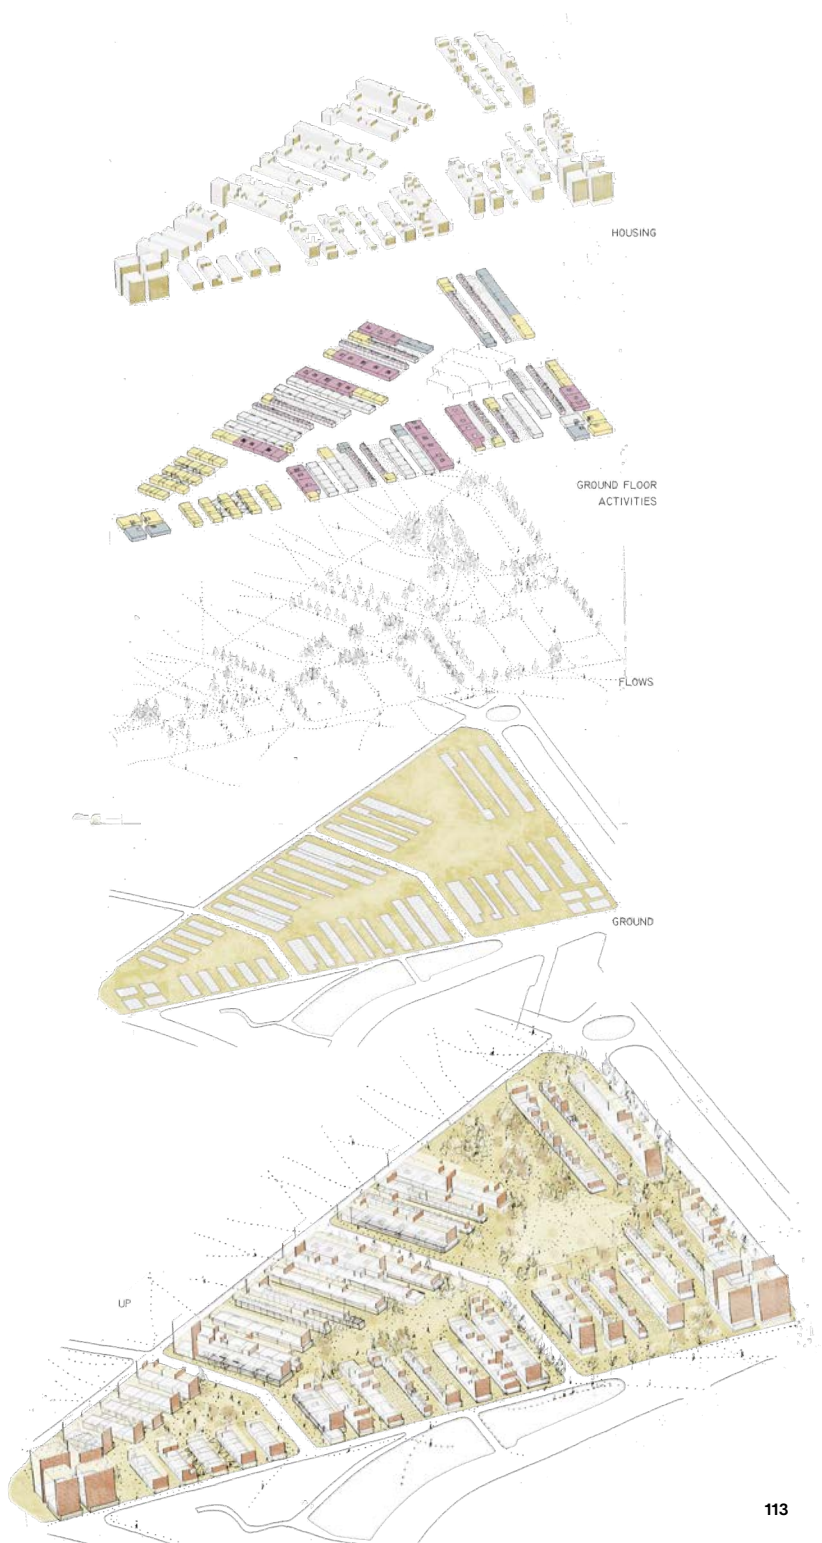 HOUSING
GROUND FLOOR
ACTIVITIES
FLOWS
GROUND
UP
113